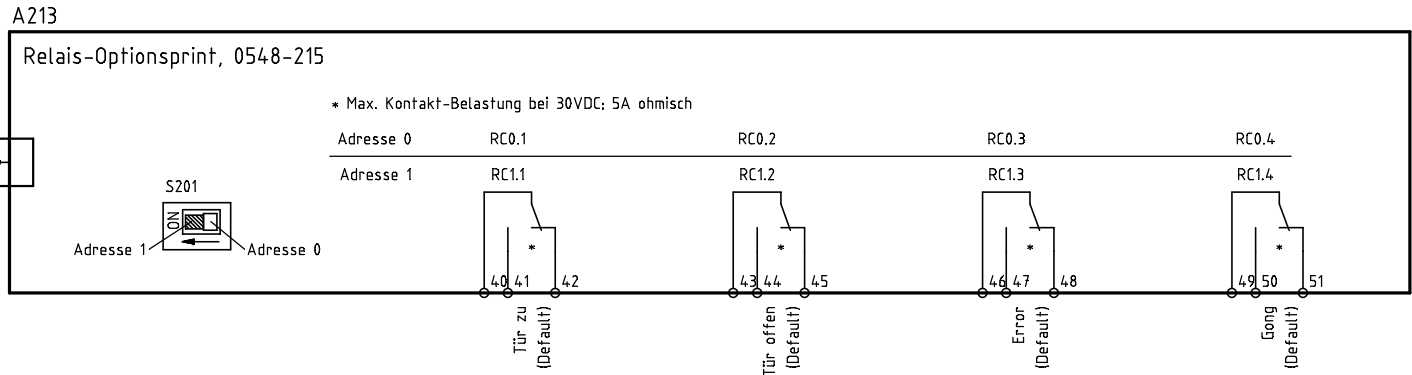 A213
Relais-Optionsprint, 0548-215
* Max. Kontakt-Belastung bei 30VDC: 5A ohmisch
Adresse 0 RC0.1 RC0.2 RC0.3 RC0.4
Adresse 1 RC1.1 RC1.2 RC1.3 RC1.4
S201
ON
Adresse 1 Adresse 0
* * * *
40 41 42 43 44 45 46 47 48 49 50 51
Tür zu
(Default)
Tür offen
(Default)
Error
(Default)
Gong
(Default)